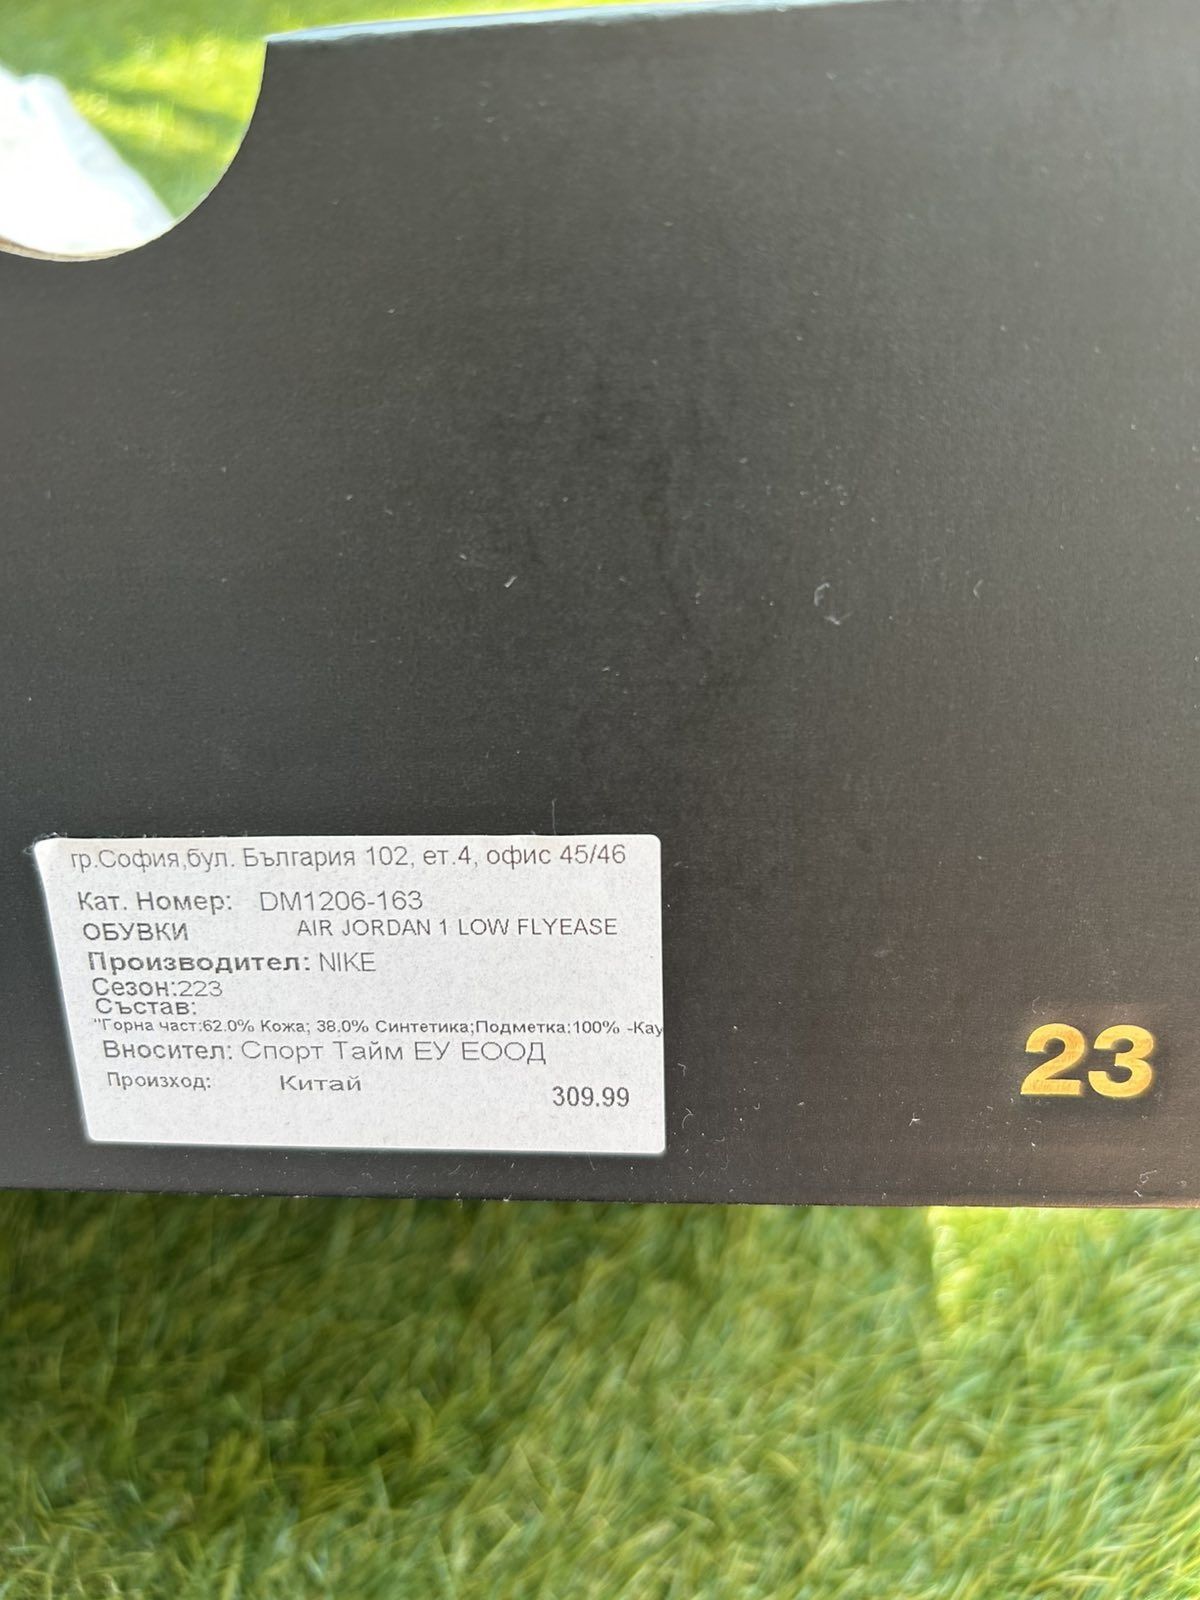 гр.София,бул. България 102, ет.4, офис 45/46
Кат. Номер: DM1206-163
ОБУВКИ AIR JORDAN 1 LOW FLYEASE
Производител: NIKE
Сезон:223
Състав:
"Горна част:62.0% Кожа; 38.0% Синтетика;Подметка:100% -Кау
Вносител: Спорт Тайм ЕУ ЕООД
Произход: Китай
309.99
23